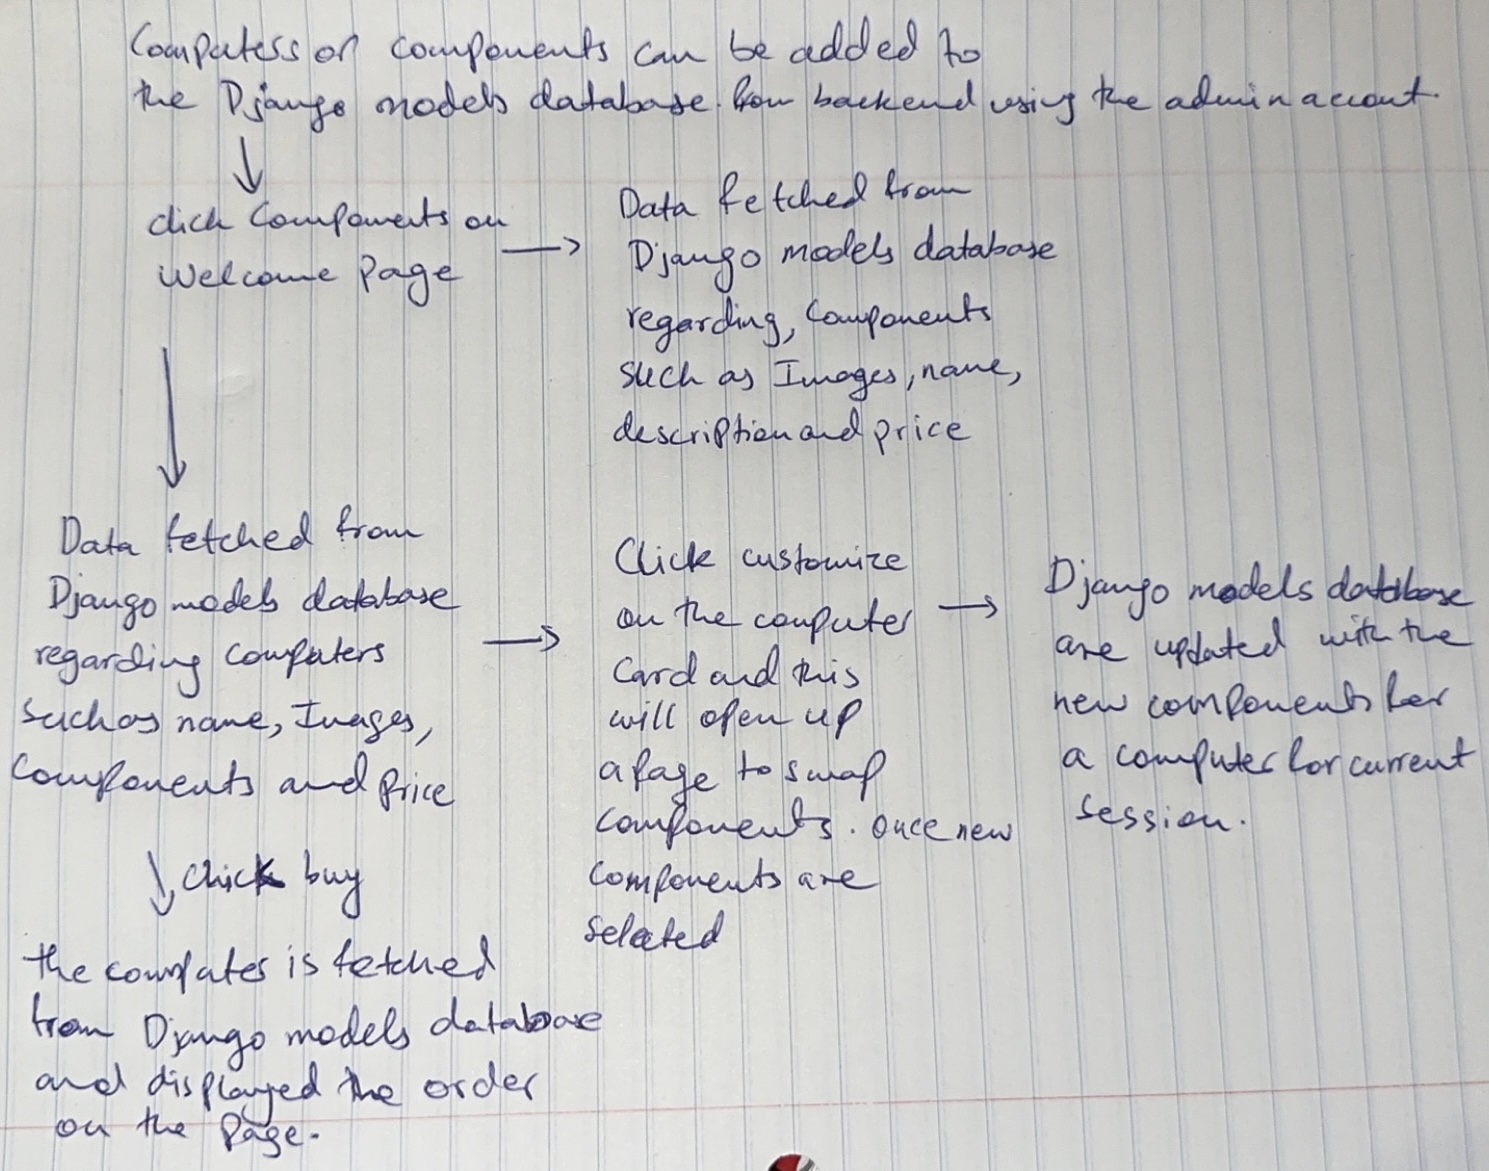 Computers or components can be added to
the Django models database from backend using the admin account.
click Components on
Welcome page
Data fetched from
Django models database
regarding, Components
such as Images, name,
description and price
Data fetched from
Django models database
regarding computers
such as name, Images,
Components and price
Click customize
on the computer
card and this
will open up
a page to swap
components. once new
components are
selected
Django models database
are updated with the
new components for
a computer for current
session.
Click buy
the computer is fetched
from Django models database
and displayed the order
on the page.